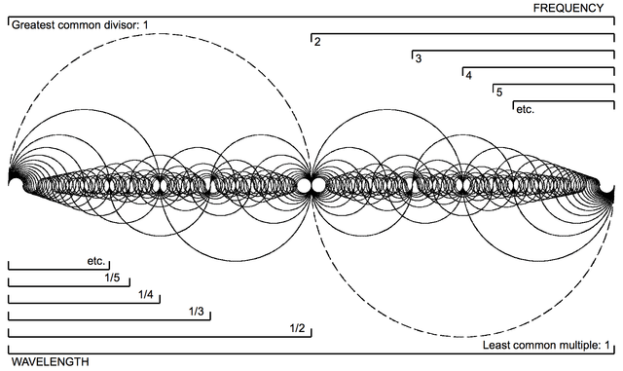 FREQUENCY
Greatest common divisor: 1
2
3
4
5
etc.
etc.
1/5
1/4
1/3
1/2
Least common multiple: 1
WAVELENGTH